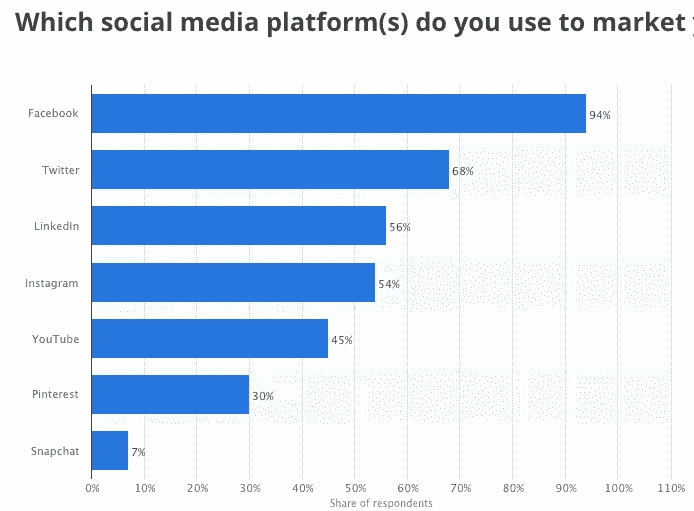 Which social media platform(s) do you use to market
Facebook 94%
Twitter 68%
LinkedIn 56%
Instagram 54%
YouTube 45%
Pinterest 30%
Snapchat 7%
0% 10% 20% 30% 40% 50% 60% 70% 80% 90% 100% 110%
Share of respondents